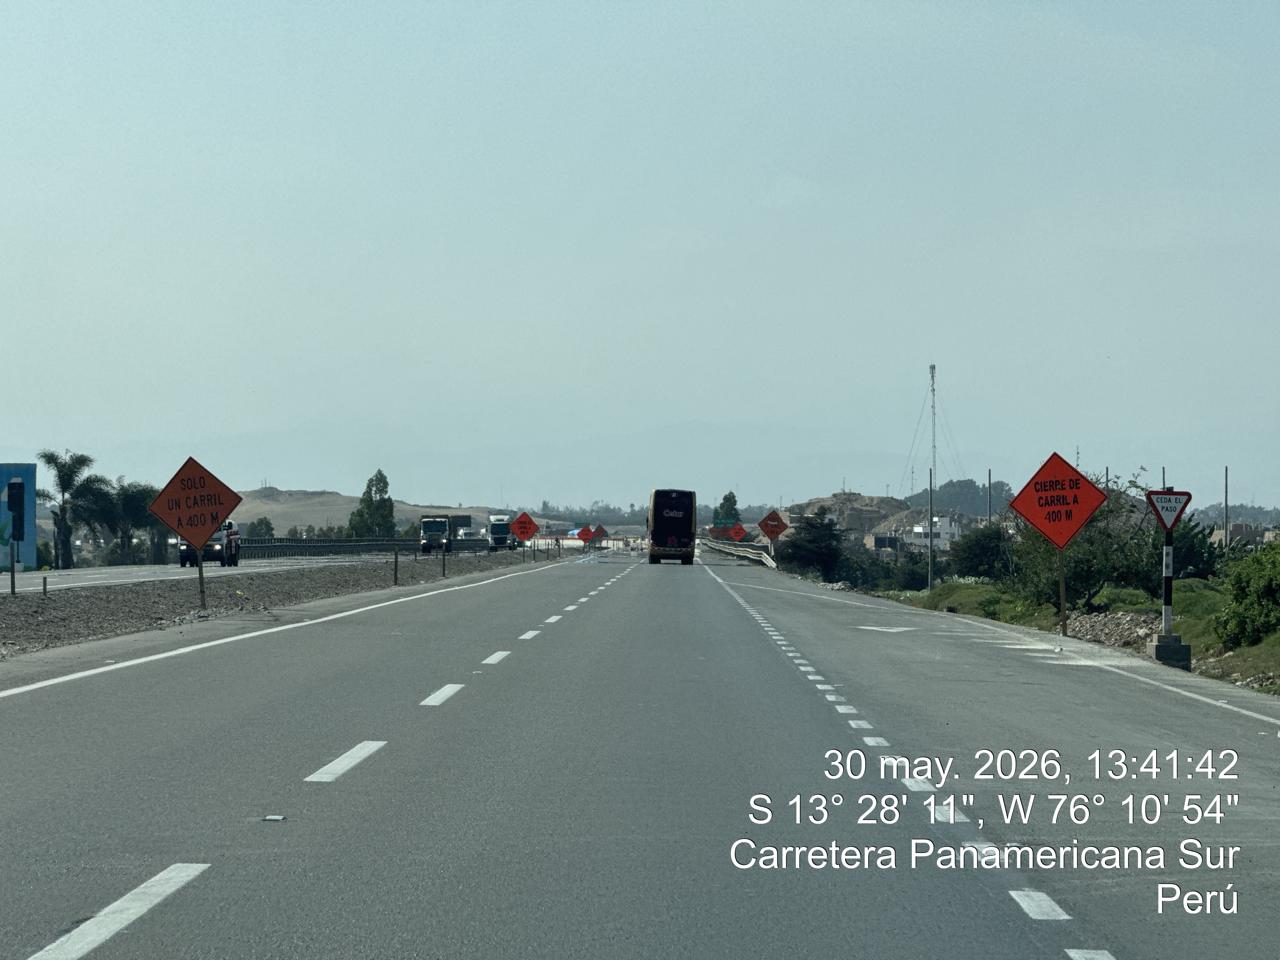 SOLO
UN CARRIL
A 400 M
CIERRE DE
CARRIL A
400 M
CEDA EL
PASO
30 may. 2026, 13:41:42
S 13° 28' 11", W 76° 10' 54"
Carretera Panamericana Sur
Perú